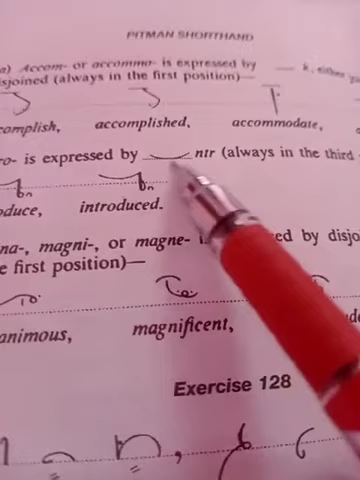 PITMAN SHORTHAND
a) Accom- or accommo- is expressed by k, either
sjoined (always in the first position)—
complish, accomplished, accommodate,
ro- is expressed by ntr (always in the third
oduce, introduced.
na-, magni-, or magne- ed by disjo
e first position)—
animous, magnificent,
Exercise 128